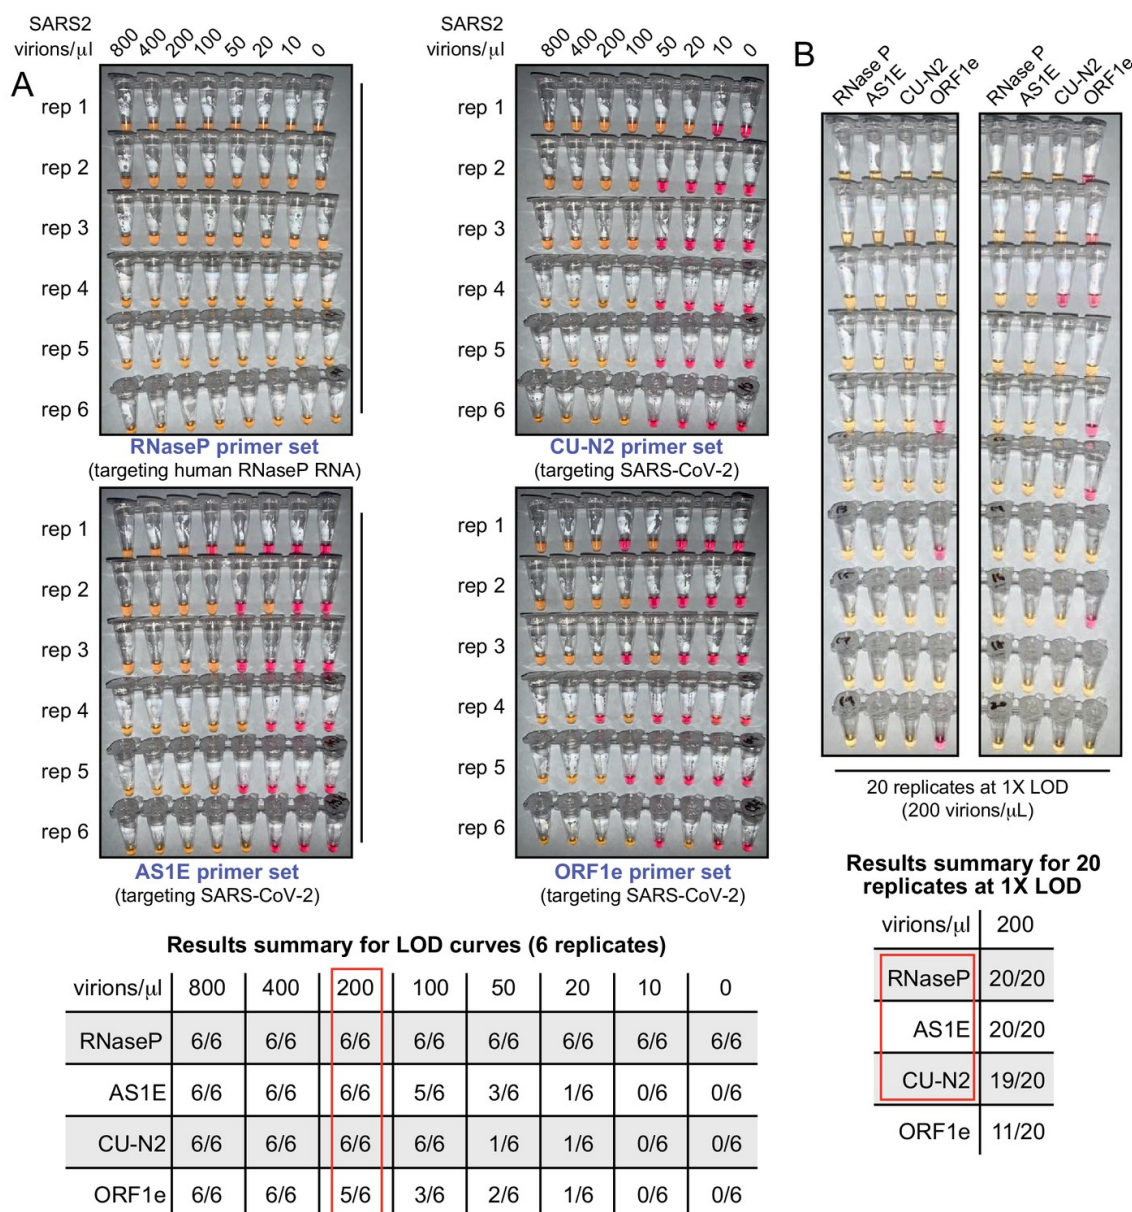 A
SARS2
virions/μl 800 400 200 100 50 20 10 0
rep 1
rep 2
rep 3
rep 4
rep 5
rep 6
RNaseP primer set
(targeting human RNaseP RNA)
SARS2
virions/μl 800 400 200 100 50 20 10 0
rep 1
rep 2
rep 3
rep 4
rep 5
rep 6
CU-N2 primer set
(targeting SARS-CoV-2)
rep 1
rep 2
rep 3
rep 4
rep 5
rep 6
AS1E primer set
(targeting SARS-CoV-2)
rep 1
rep 2
rep 3
rep 4
rep 5
rep 6
ORF1e primer set
(targeting SARS-CoV-2)
Results summary for LOD curves (6 replicates)
virions/μl 800 400 200 100 50 20 10 0
RNaseP 6/6 6/6 6/6 6/6 6/6 6/6 6/6 6/6
AS1E 6/6 6/6 6/6 5/6 3/6 1/6 0/6 0/6
CU-N2 6/6 6/6 6/6 6/6 1/6 1/6 0/6 0/6
ORF1e 6/6 6/6 5/6 3/6 2/6 1/6 0/6 0/6
B
RNase P AS1E CU-N2 ORF1e
RNase P AS1E CU-N2 ORF1e
20 replicates at 1X LOD
(200 virions/μL)
Results summary for 20
replicates at 1X LOD
virions/μl 200
RNaseP 20/20
AS1E 20/20
CU-N2 19/20
ORF1e 11/20